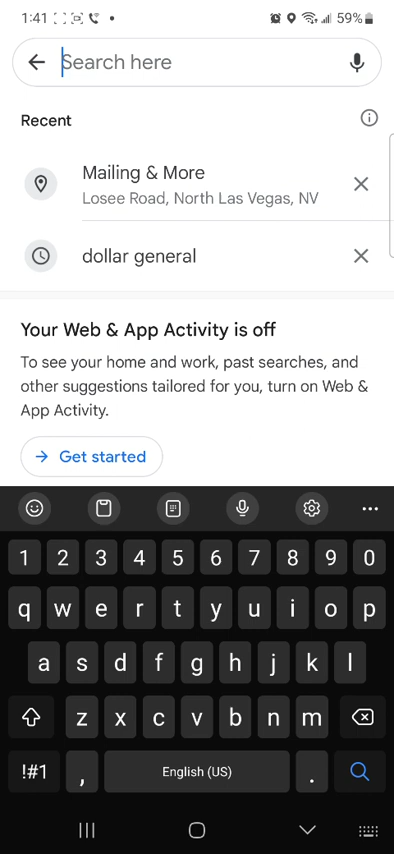 1:41 59%
Search here
Recent
Mailing & More
Losee Road, North Las Vegas, NV
dollar general
Your Web & App Activity is off
To see your home and work, past searches, and
other suggestions tailored for you, turn on Web &
App Activity.
Get started
1 2 3 4 5 6 7 8 9 0
q w e r t y u i o p
a s d f g h j k l
z x c v b n m
!#1 , English (US) .